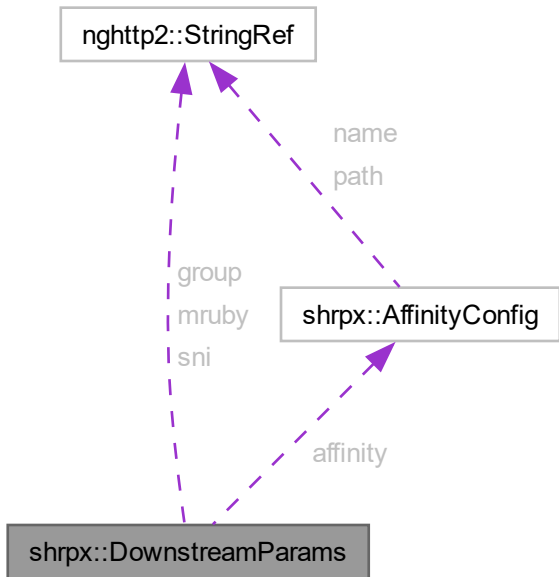 nghttp2::StringRef
name
path
group
mruby
sni
shrpx::AffinityConfig
affinity
shrpx::DownstreamParams